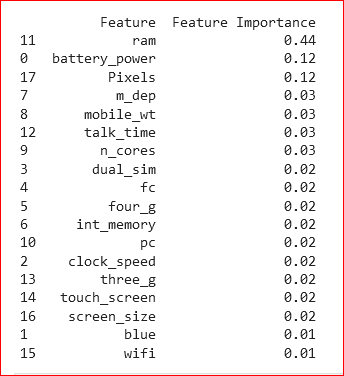 Feature Feature Importance
11 ram 0.44
0 battery_power 0.12
17 Pixels 0.12
7 m_dep 0.03
8 mobile_wt 0.03
12 talk_time 0.03
9 n_cores 0.03
3 dual_sim 0.02
4 fc 0.02
5 four_g 0.02
6 int_memory 0.02
10 pc 0.02
2 clock_speed 0.02
13 three_g 0.02
14 touch_screen 0.02
16 screen_size 0.02
1 blue 0.01
15 wifi 0.01